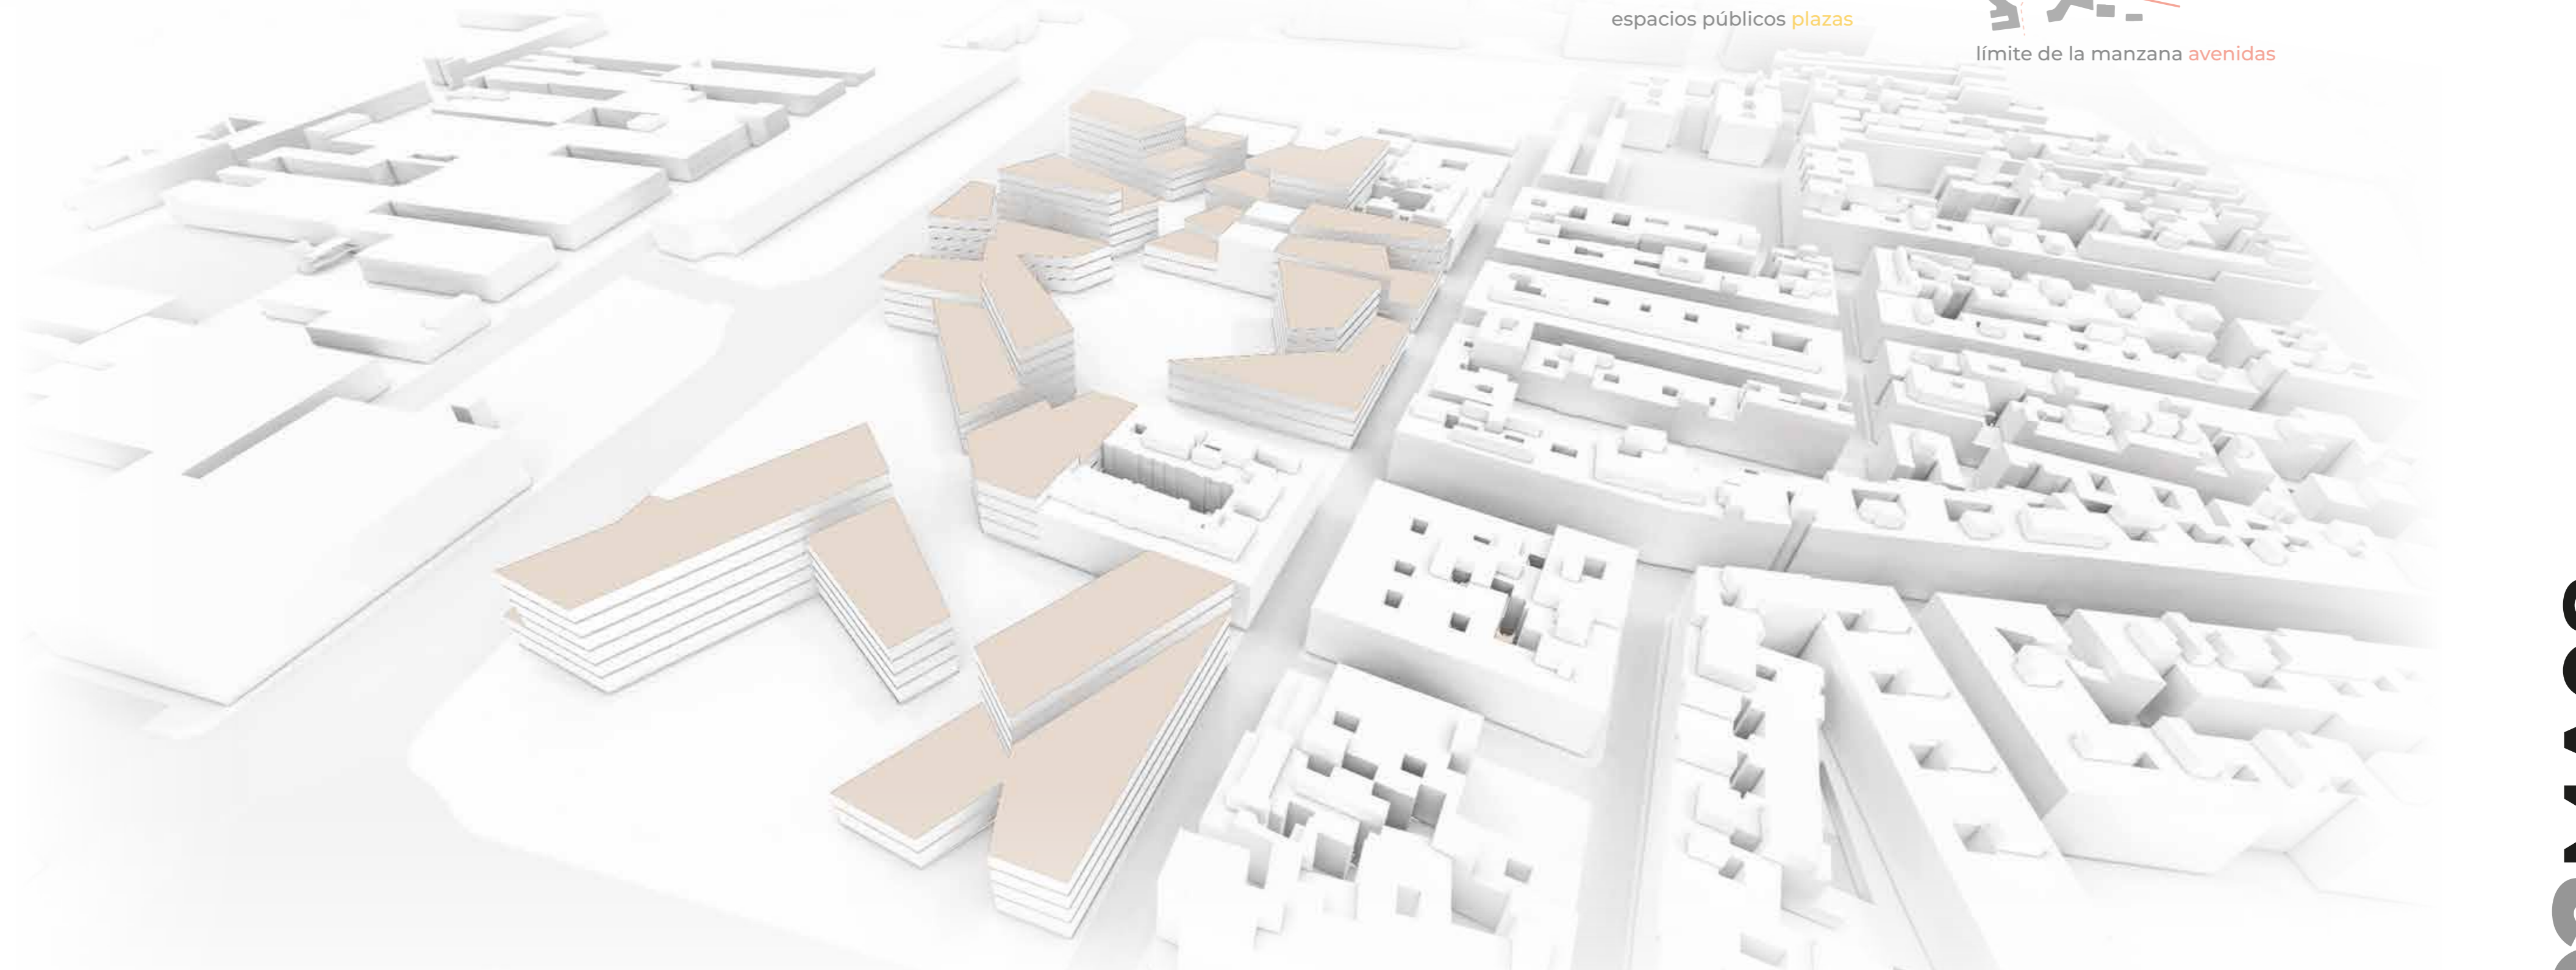 espacios públicos plazas
límite de la manzana avenidas